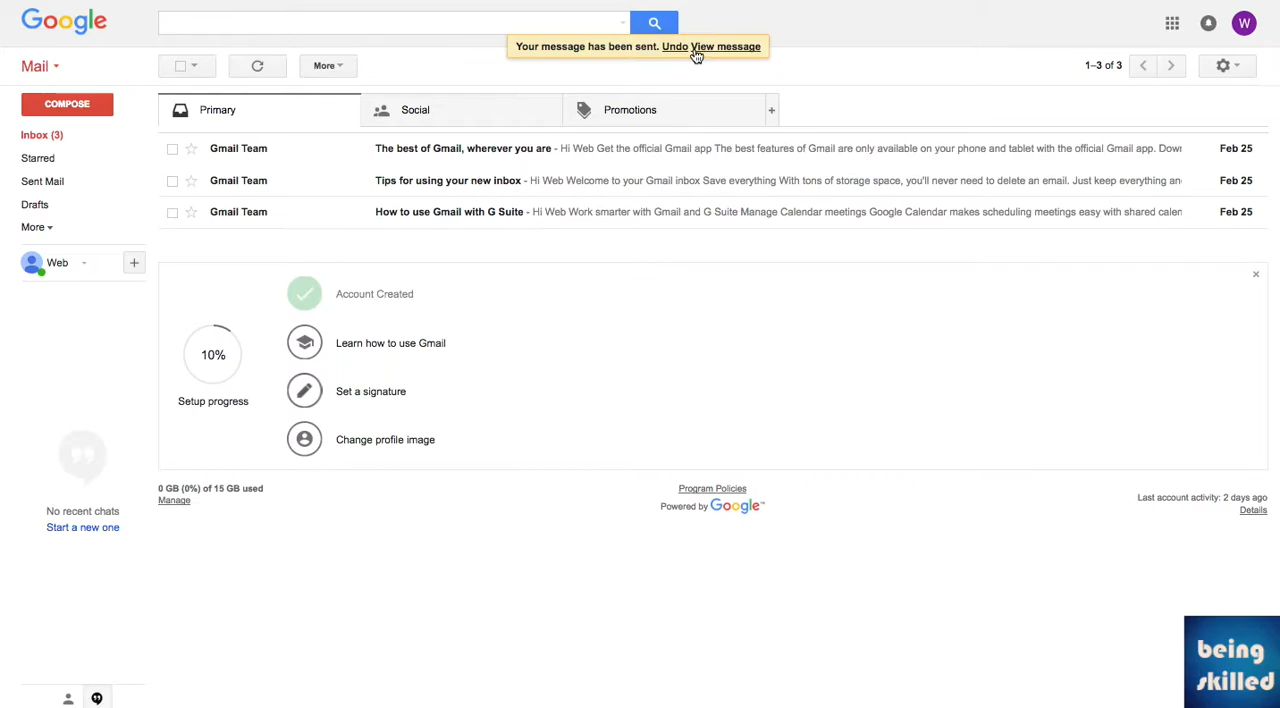 Google
W
Your message has been sent. Undo View message
Mail
More
1–3 of 3
COMPOSE
Primary
Social
Promotions
+
Inbox (3)
Starred
Sent Mail
Drafts
More
Gmail Team The best of Gmail, wherever you are - Hi Web Get the official Gmail app The best features of Gmail are only available on your phone and tablet with the official Gmail app. Dow
Feb 25
Gmail Team Tips for using your new inbox - Hi Web Welcome to your Gmail inbox Save everything With tons of storage space, you'll never need to delete an email. Just keep everything an
Feb 25
Gmail Team How to use Gmail with G Suite - Hi Web Work smarter with Gmail and G Suite Manage Calendar meetings Google Calendar makes scheduling meetings easy with shared caler
Feb 25
Web
+
Account Created
Learn how to use Gmail
10%
Setup progress
Set a signature
Change profile image
0 GB (0%) of 15 GB used
Manage
Program Policies
Powered by Google™
Last account activity: 2 days ago
Details
No recent chats
Start a new one
being
skilled